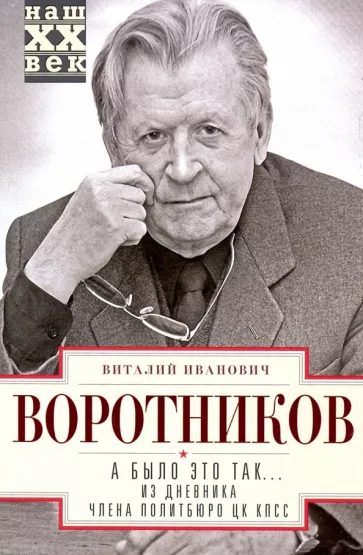 наш
XX
век
ВИТАЛИЙ ИВАНОВИЧ
ВОРОТНИКОВ
А БЫЛО ЭТО ТАК...
ИЗ ДНЕВНИКА
ЧЛЕНА ПОЛИТБЮРО ЦК КПСС